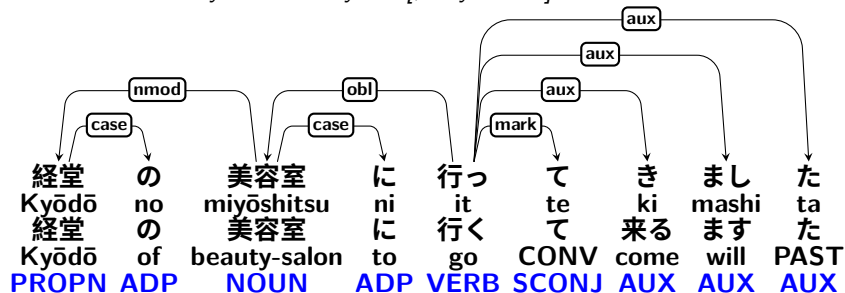 aux
aux
nmod obl aux
case case mark
経堂 の 美容室 に 行っ て き まし た
Kyōdō no miyōshitsu ni it te ki mashi ta
経堂 の 美容室 に 行く て 来る ます た
Kyōdō of beauty-salon to go CONV come will PAST
PROPN ADP NOUN ADP VERB SCONJ AUX AUX AUX